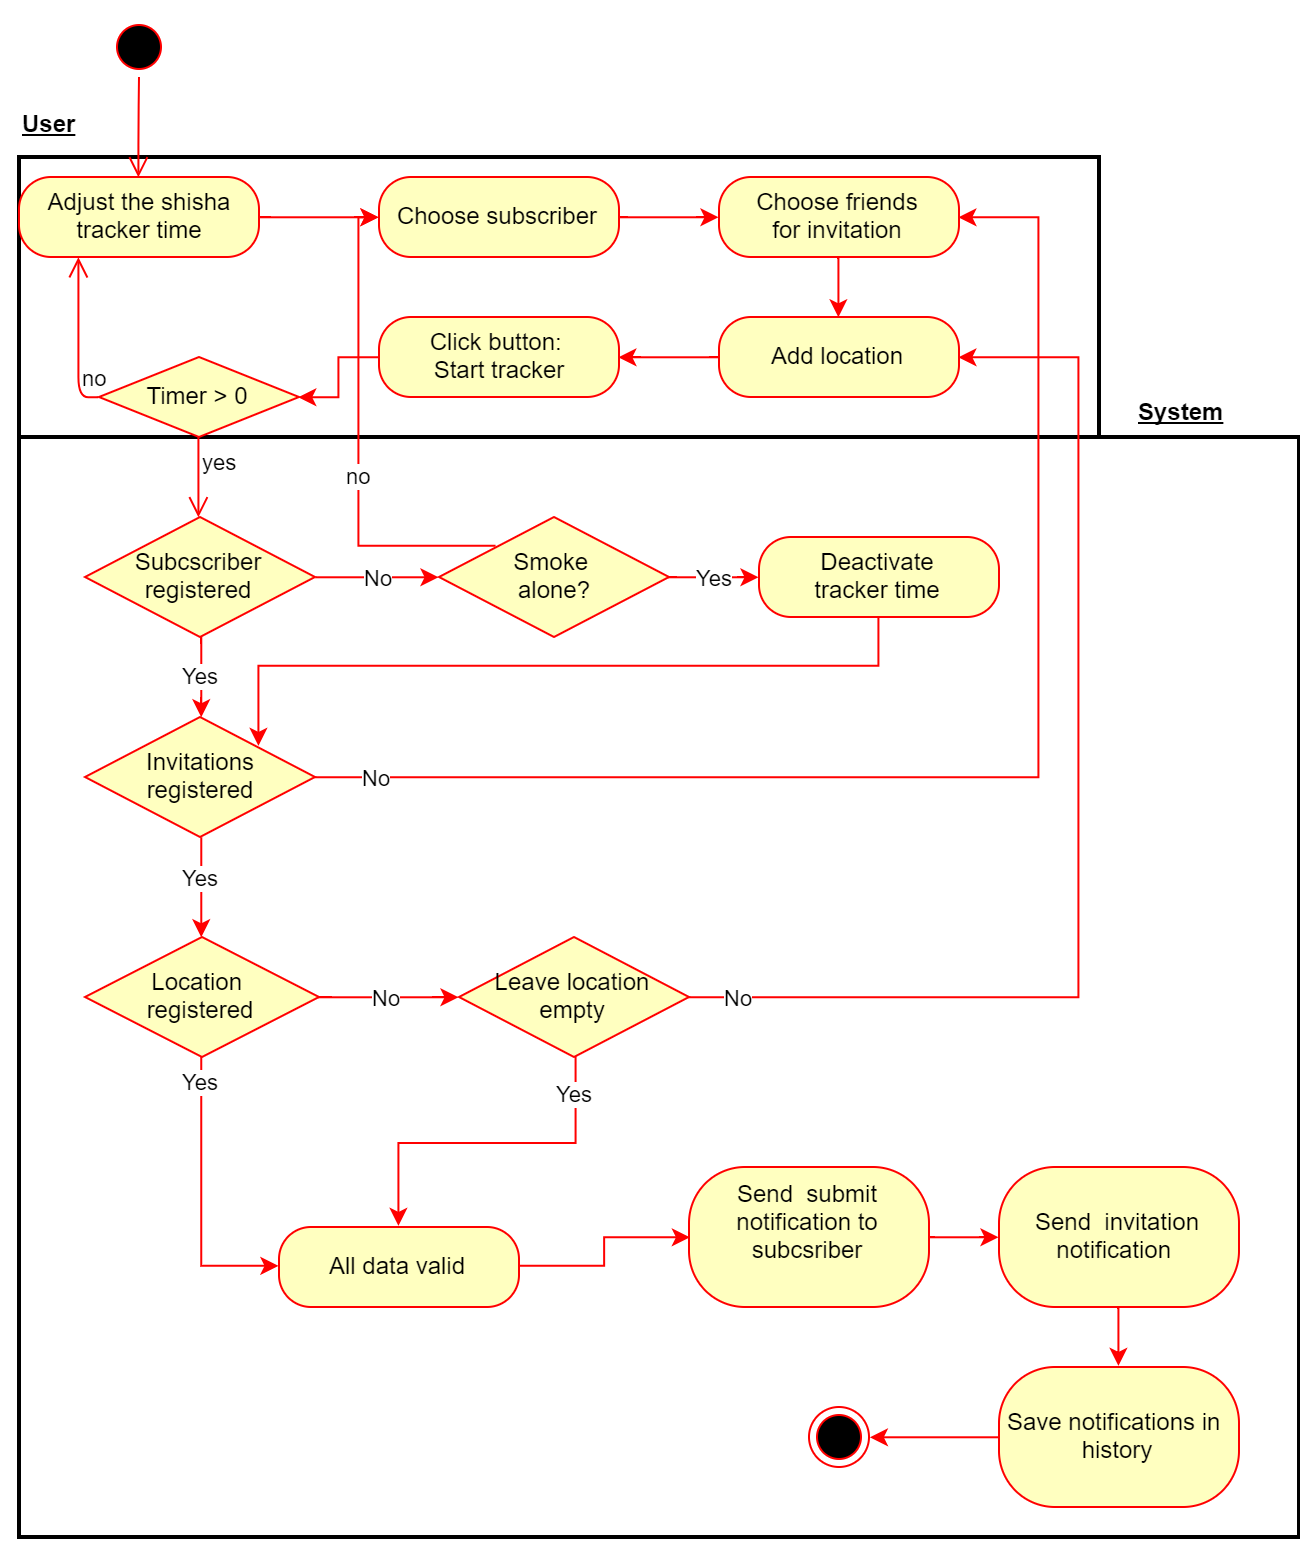 User
Adjust the shisha
tracker time
Choose subscriber
Choose friends
for invitation
Click button:
Start tracker
Add location
no
Timer > 0
System
yes
no
Subcscriber
registered
No
Smoke
alone?
Yes
Deactivate
tracker time
Yes
Invitations
registered
No
Yes
Location
registered
No
Leave location
empty
No
Yes
Yes
Send  submit
notification to
subcsriber
Send  invitation
notification
All data valid
Save notifications in
history